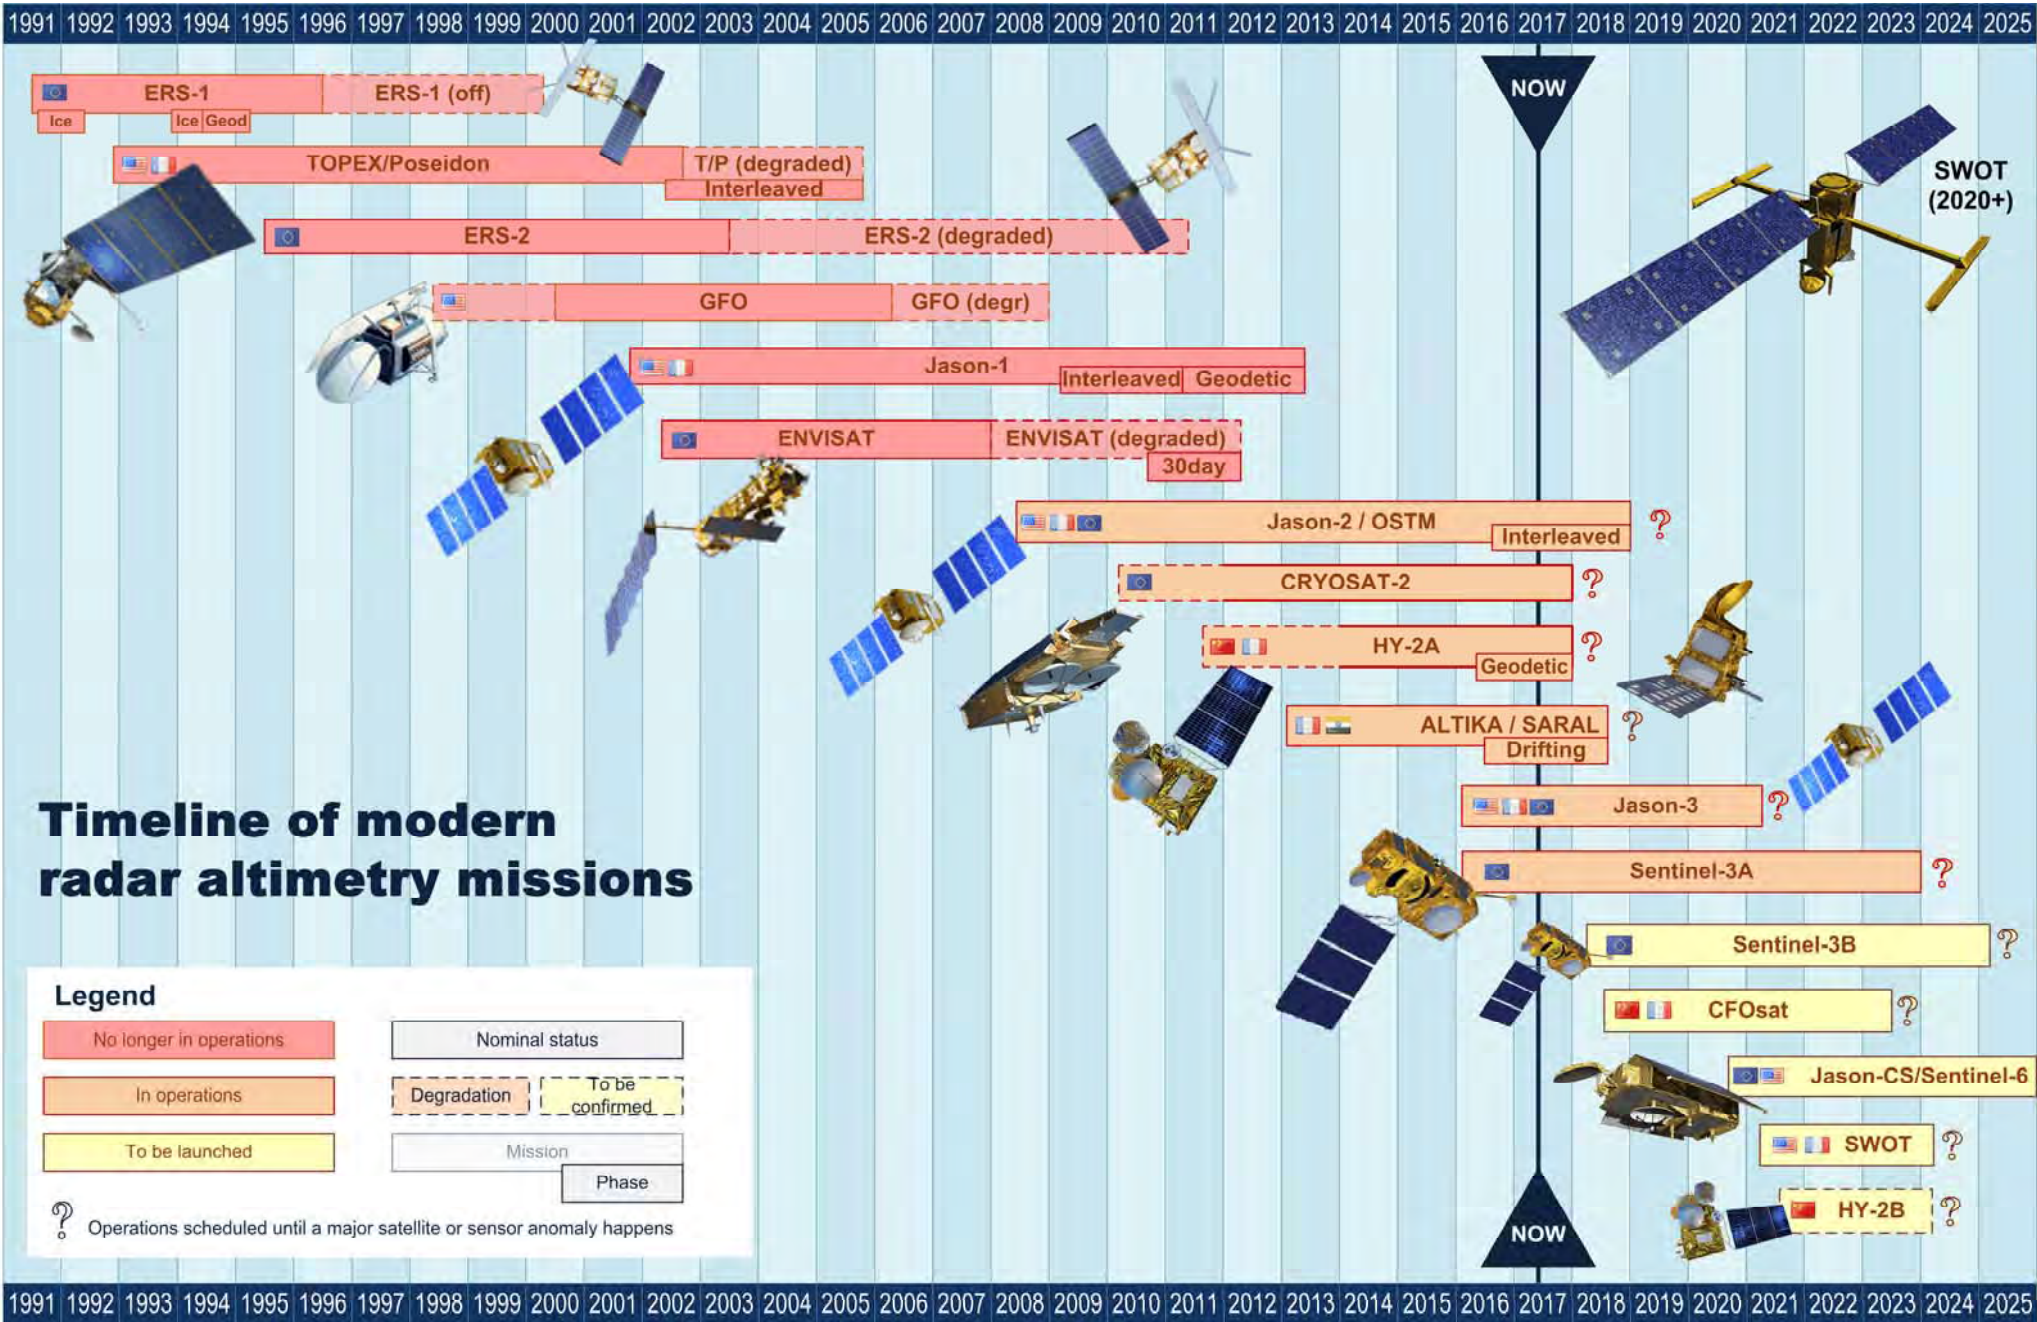 1991 1992 1993 1994 1995 1996 1997 1998 1999 2000 2001 2002 2003 2004 2005 2006 2007 2008 2009 2010 2011 2012 2013 2014 2015 2016 2017 2018 2019 2020 2021 2022 2023 2024 2025
NOW
ERS-1 ERS-1 (off)
Ice Ice Geod
TOPEX/Poseidon T/P (degraded)
Interleaved
SWOT
(2020+)
ERS-2 ERS-2 (degraded)
GFO GFO (degr)
Jason-1
Interleaved Geodetic
ENVISAT ENVISAT (degraded)
30day
Jason-2 / OSTM ?
Interleaved
CRYOSAT-2 ?
HY-2A ?
Geodetic
ALTIKA / SARAL ?
Drifting
Jason-3 ?
Sentinel-3A ?
Sentinel-3B ?
CFOsat ?
Jason-CS/Sentinel-6
SWOT ?
HY-2B ?
NOW
Timeline of modern
radar altimetry missions
Legend
No longer in operations
In operations
To be launched
Nominal status
Degradation
To be
confirmed
Mission
Phase
? Operations scheduled until a major satellite or sensor anomaly happens
1991 1992 1993 1994 1995 1996 1997 1998 1999 2000 2001 2002 2003 2004 2005 2006 2007 2008 2009 2010 2011 2012 2013 2014 2015 2016 2017 2018 2019 2020 2021 2022 2023 2024 2025